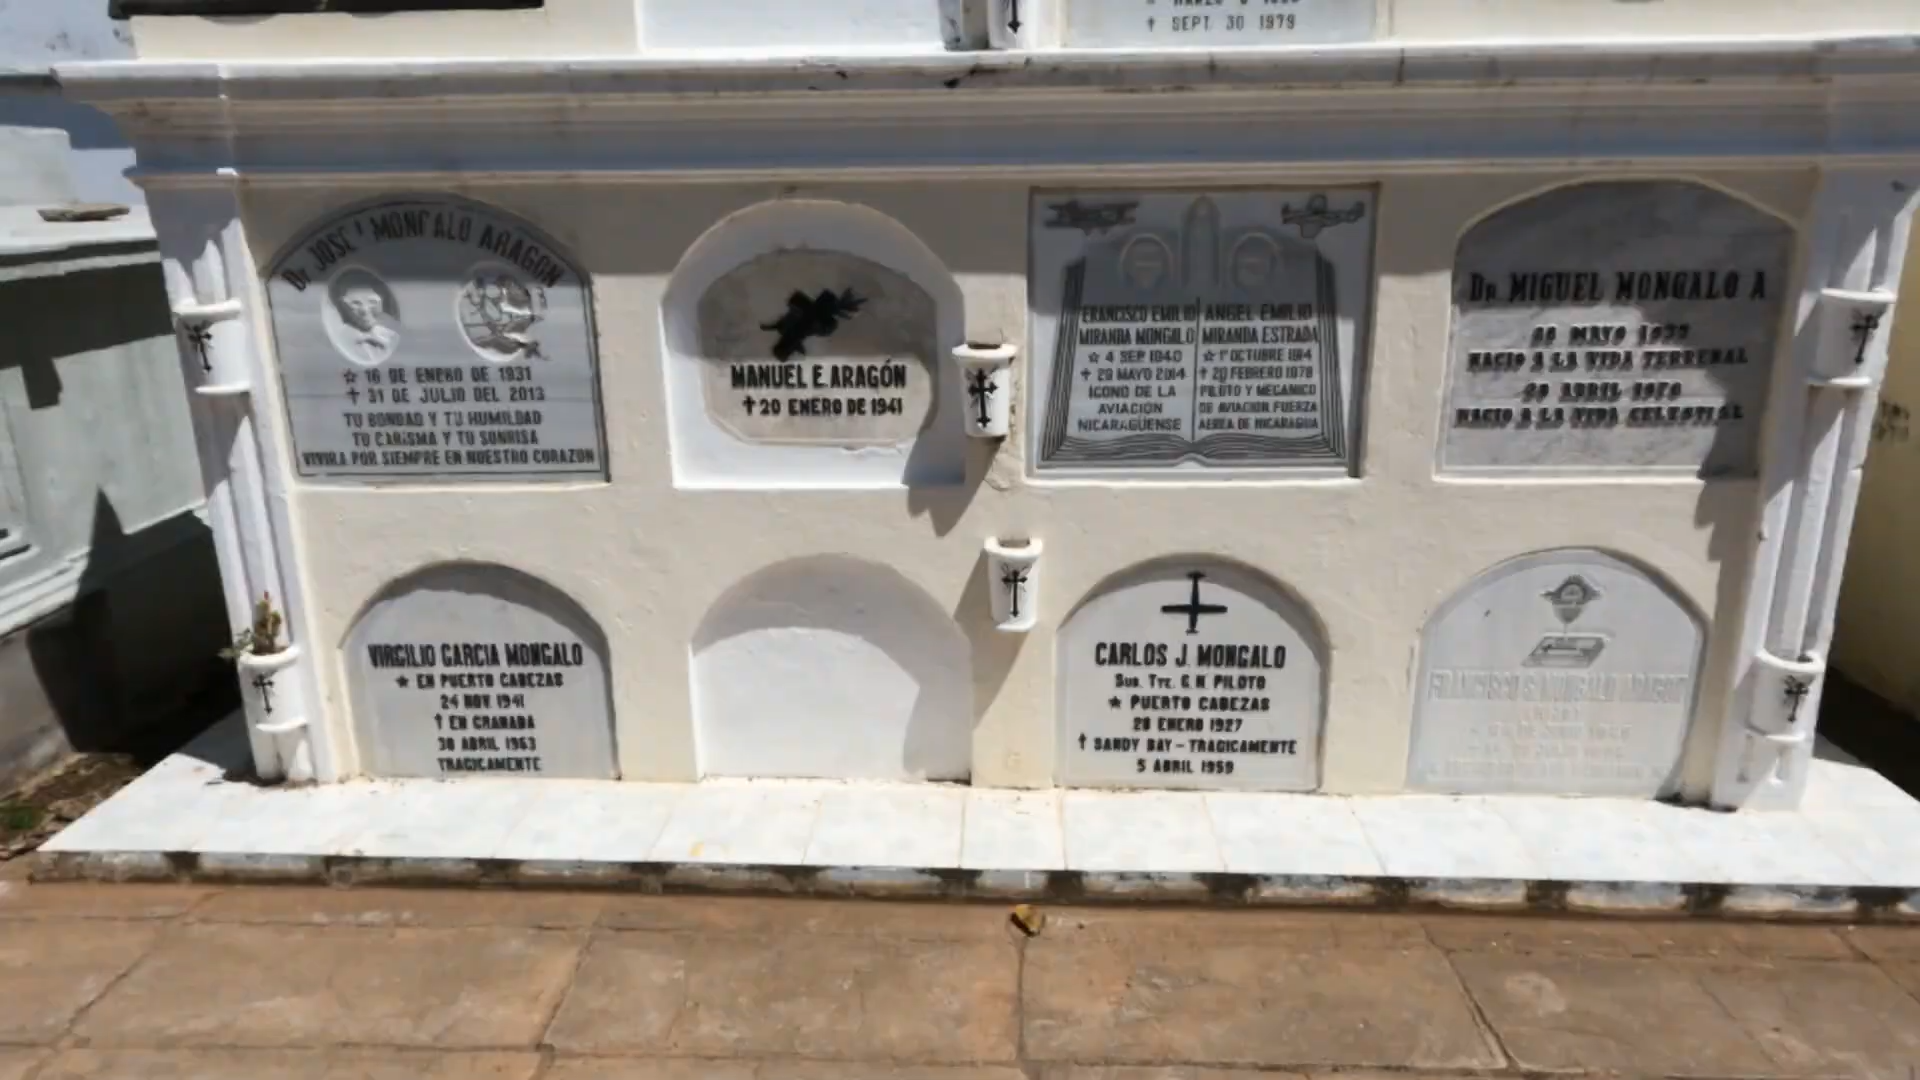 SEPT. 30 1979
Dr JOSE MONGALO ARAGON
☆ 16 DE ENERO DE 1931
✝ 31 DE JULIO DEL 2013
TU BONDAD Y TU HUMILDAD
TU CARISMA Y TU SONRISA
VIVIRA POR SIEMPRE EN NUESTRO CORAZON
MANUEL E. ARAGÓN
✝ 20 ENERO DE 1941
FRANCISCO EMILIO
MIRANDA MONGALO
☆ 4 SEP 1940
✝ 29 MAYO 2014
ICONO DE LA
AVIACION
NICARAGUENSE
ANGEL EMILIO
MIRANDA ESTRADA
☆ 1º OCTUBRE
✝ 20 FEBRERO 1978
PILOTO Y MECANICO
DE AVIACION FUERZA
AEREA DE NICARAGUA
Dr. MIGUEL MONGALO A
MAYO
NACIO A LA VIDA TERRENAL
ABRIL
NACIO A LA VIDA CELESTIAL
VIRGILIO GARCIA MONGALO
★ EN PUERTO CABEZAS
24 NOV. 1941
✝ EN GRANADA
30 ABRIL 1963
TRAGICAMENTE
CARLOS J. MONGALO
SUB. TTE. G. N. PILOTO
★ PUERTO CABEZAS
28 ENERO 1927
✝ SANDY BAY - TRAGICAMENTE
5 ABRIL 1959
FRANCISCO S. MONGALO ARAGON